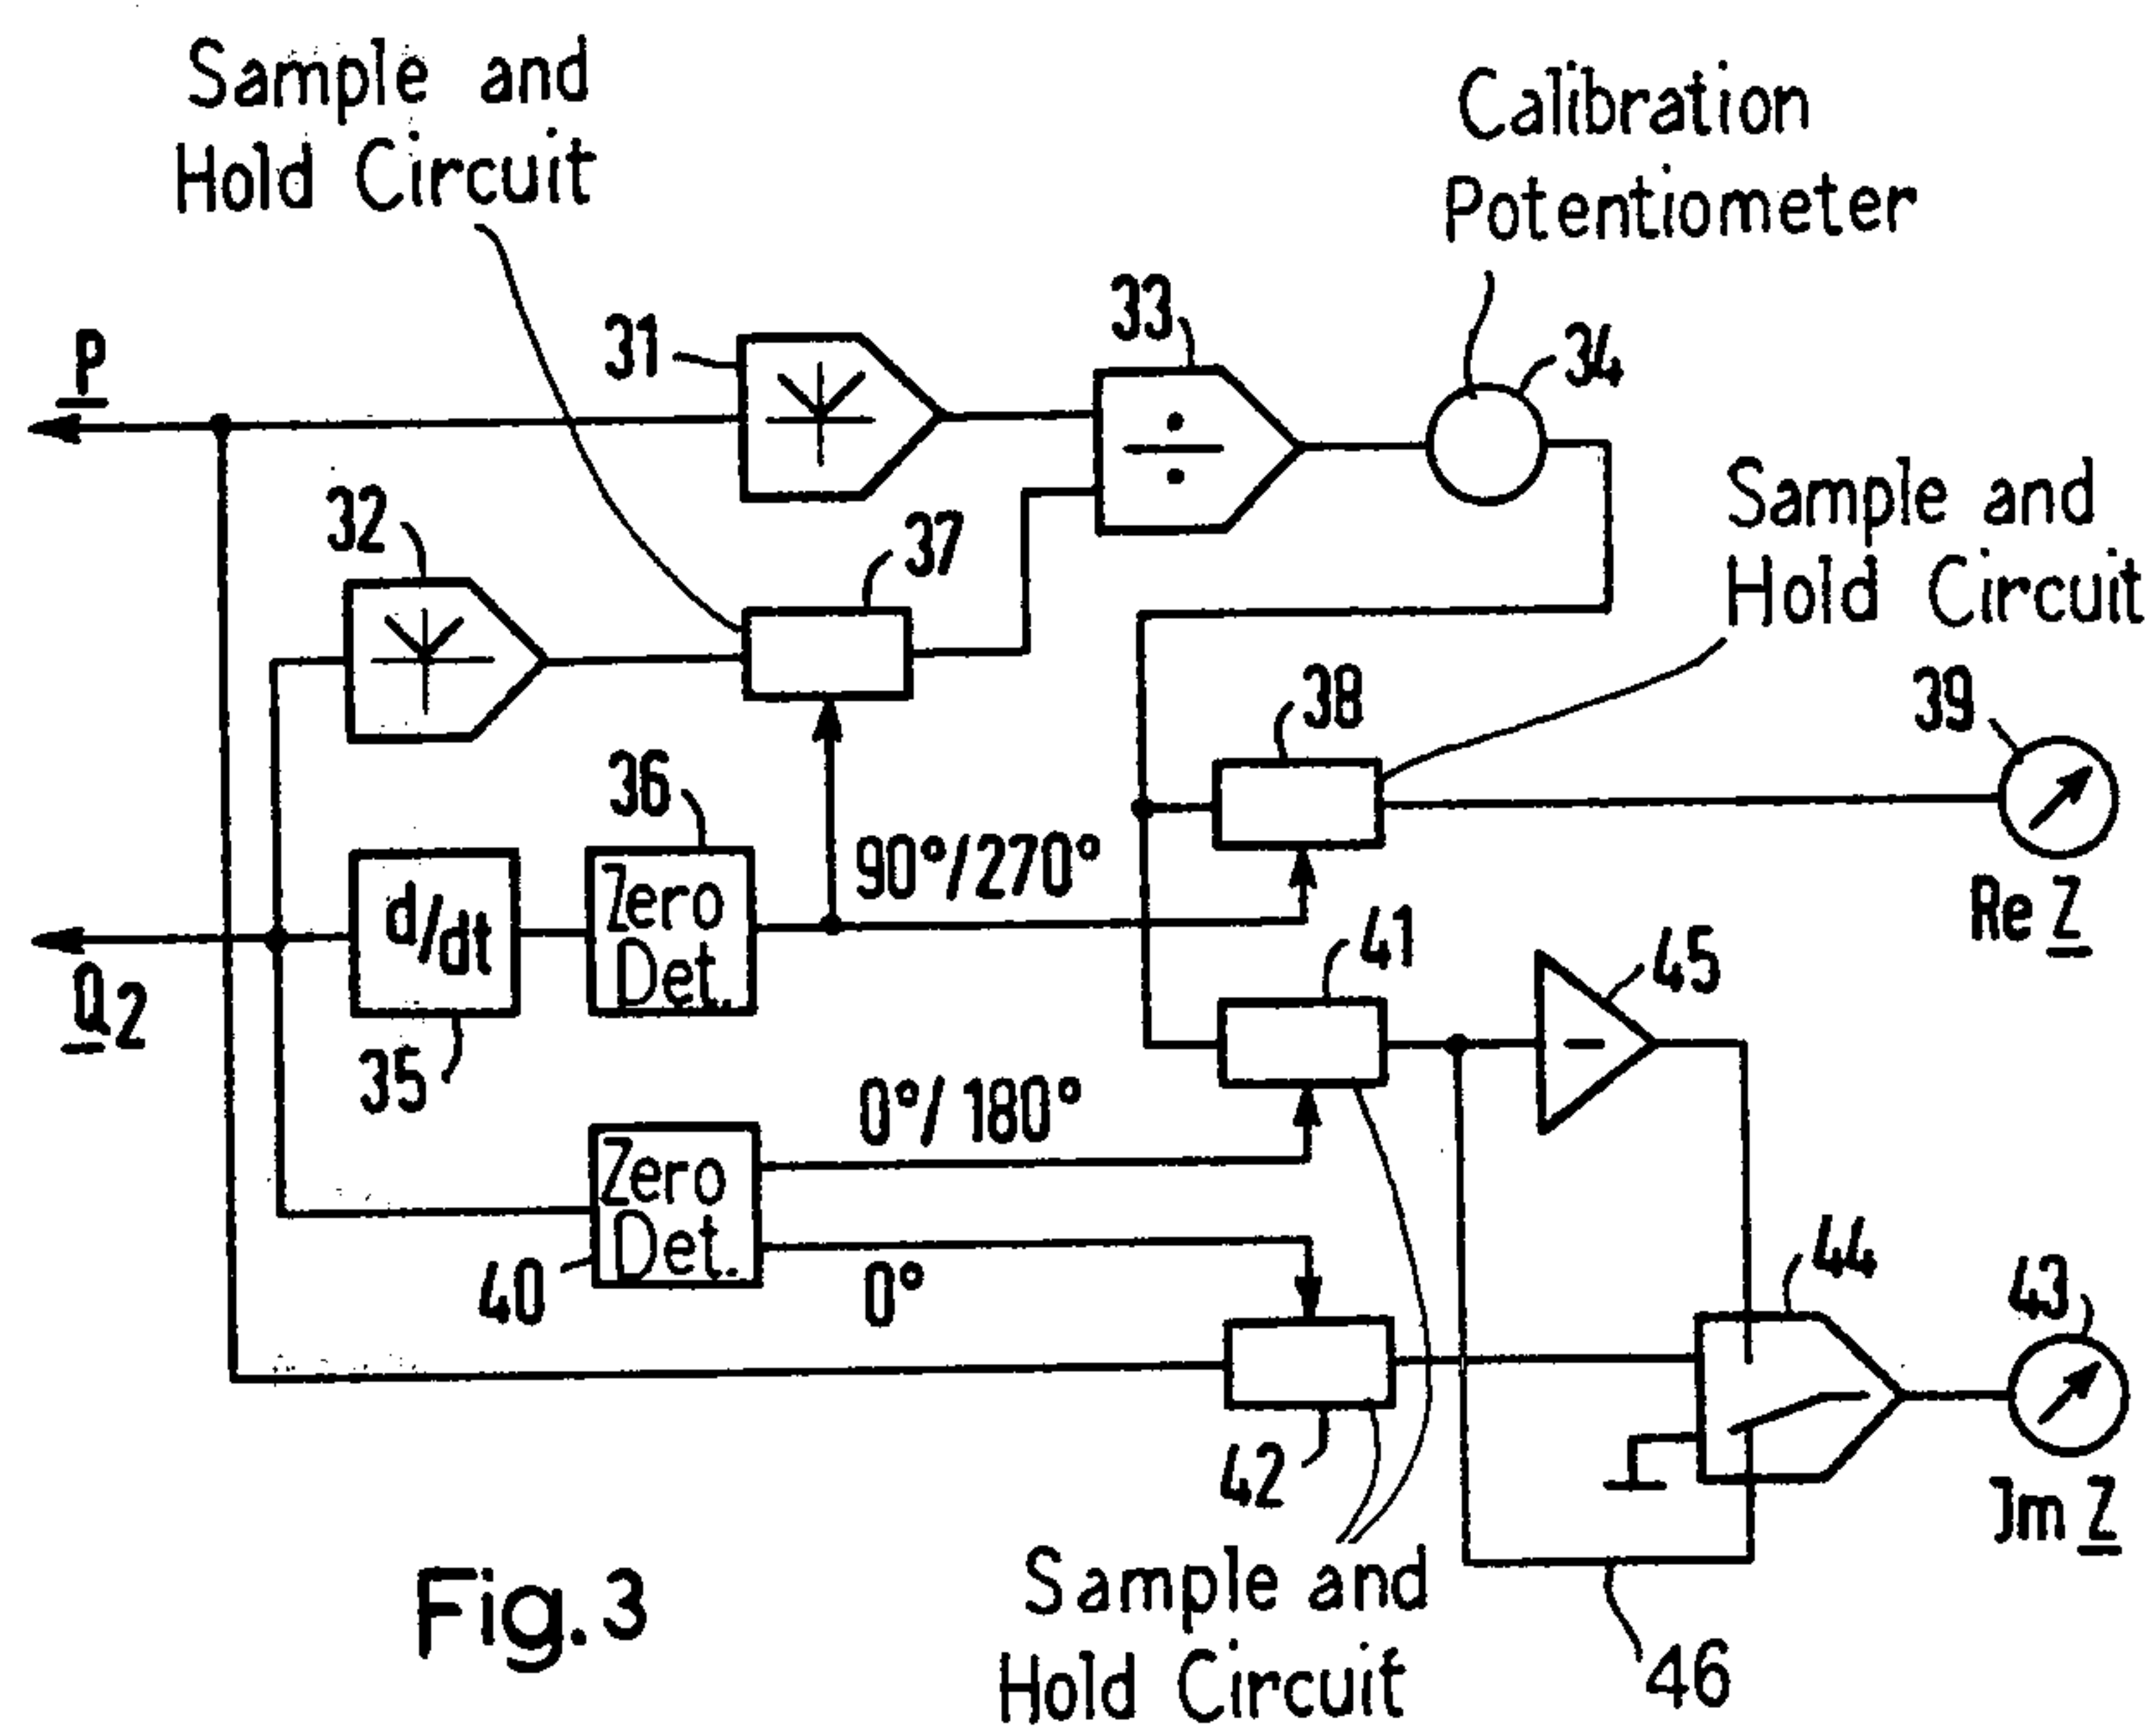 Sample and
Hold Circuit
Calibration
Potentiometer
P
31
33
34
32
37
Sample and
Hold Circuit
38
39
36
90°/270°
d/dt
Zero
Det.
Re Z
41
45
Q2
35
0°/180°
Zero
Det.
40
0°
44
43
42
Jm Z
Sample and
Hold Circuit
46
Fig. 3